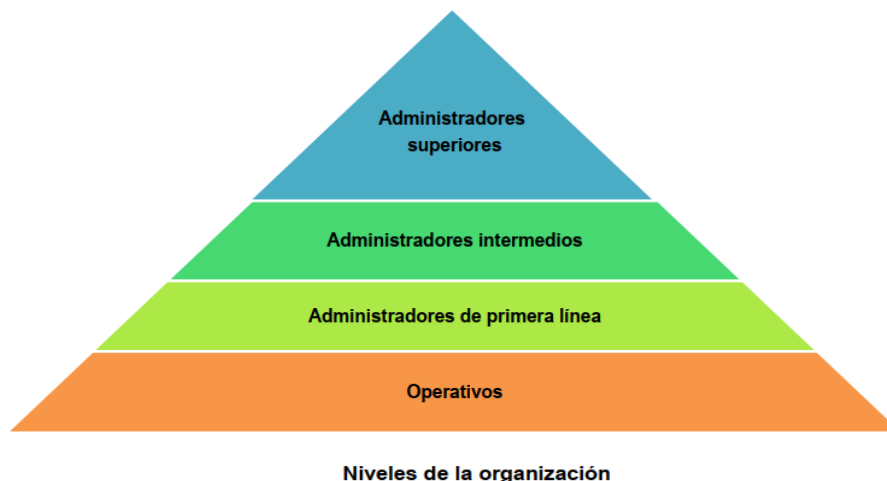 Administradores
superiores
Administradores intermedios
Administradores de primera línea
Operativos
Niveles de la organización